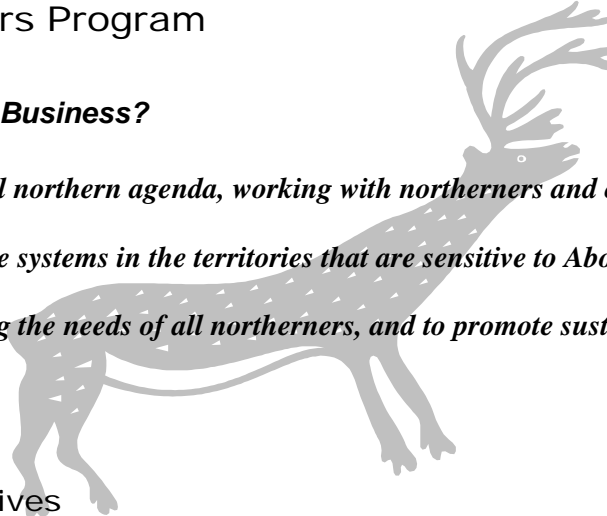 rs Program
Business?
l northern agenda, working with northerners and
e systems in the territories that are sensitive to Abo
g the needs of all northerners, and to promote sust
ives